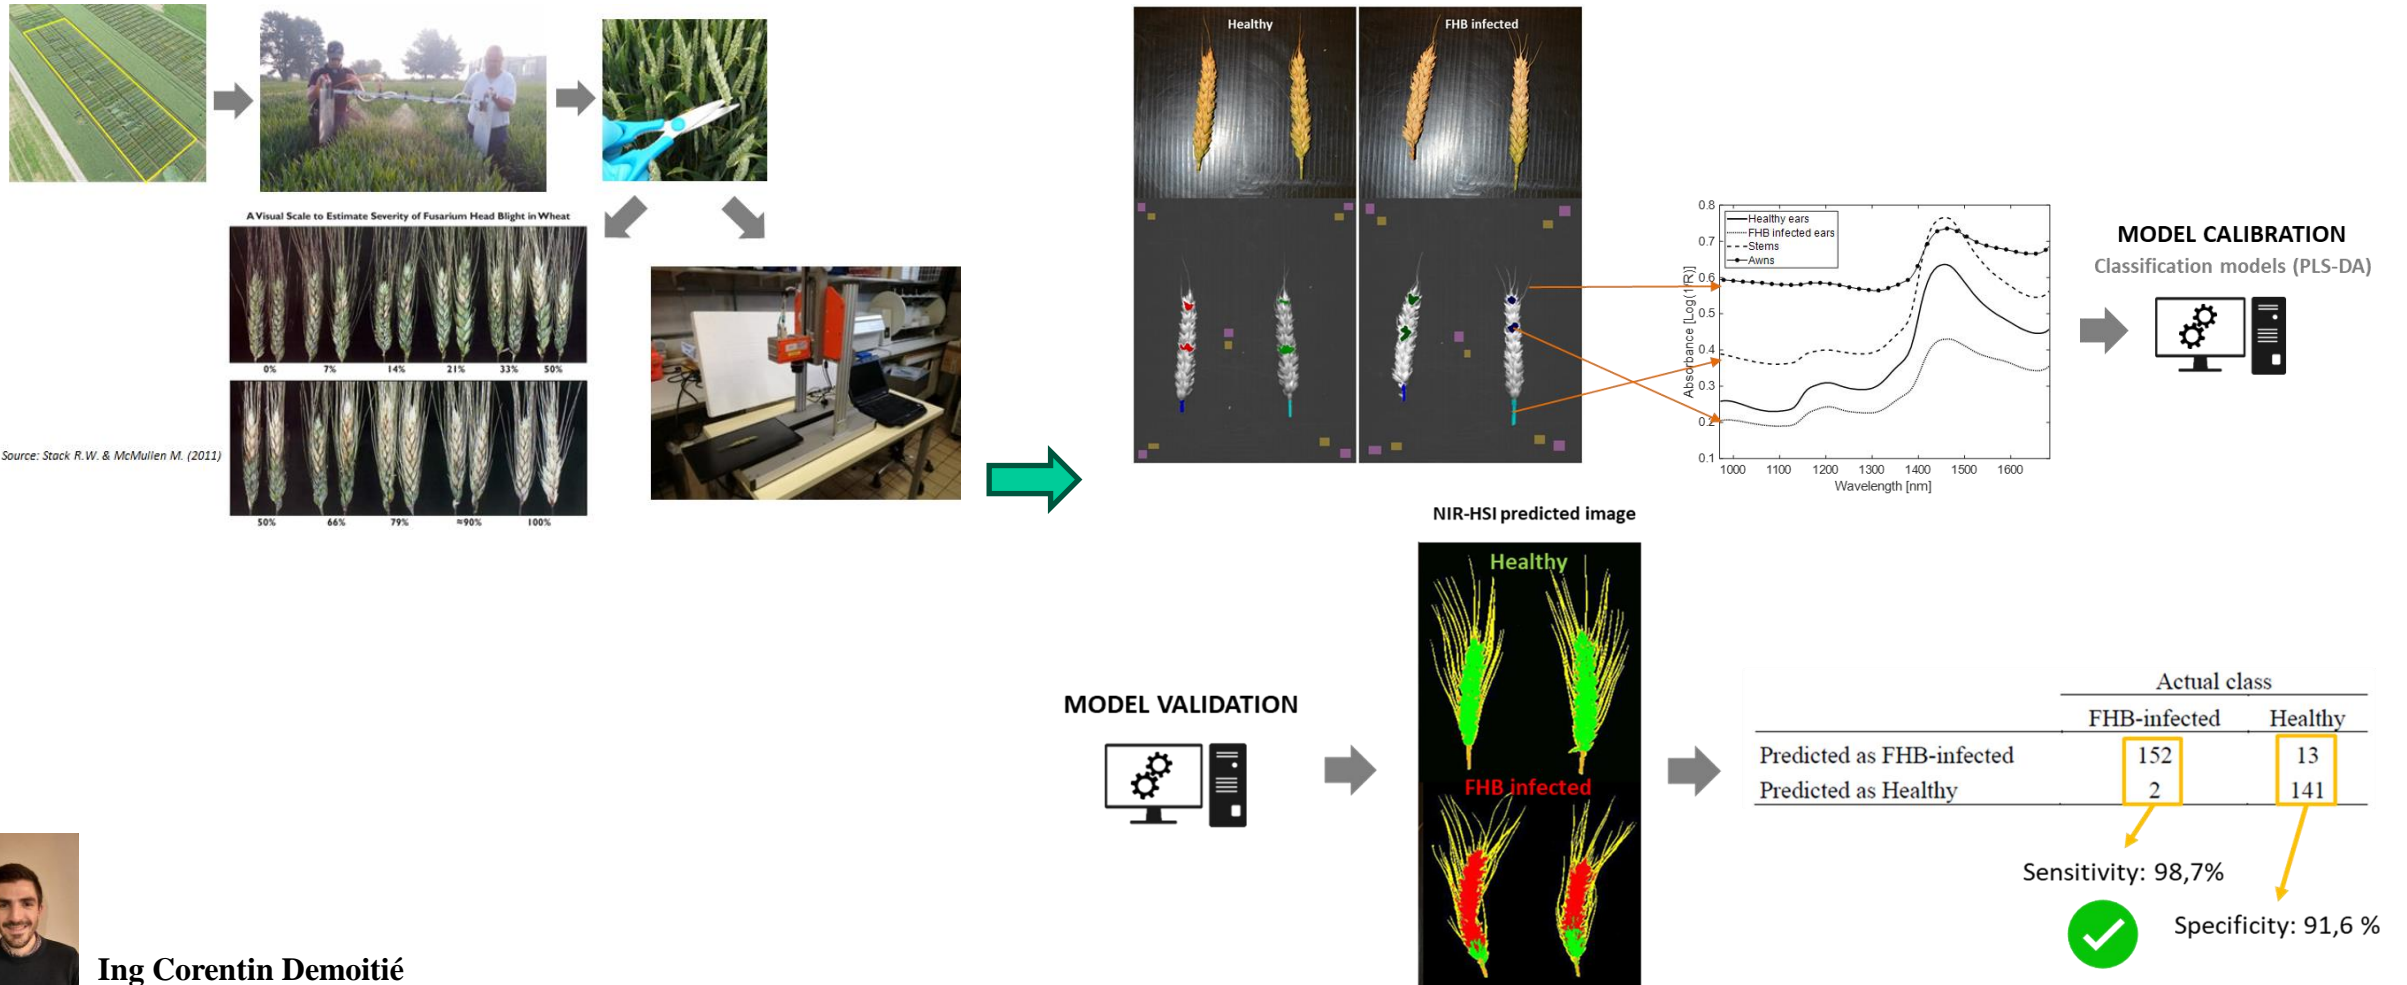 A Visual Scale to Estimate Severity of Fusarium Head Blight in Wheat
0% 7% 14% 21% 33% 50%
50% 66% 79% ≈90% 100%
Source: Stack R.W. & McMullen M. (2011)
Healthy
FHB infected
0.8
0.7
0.6
0.5
0.4
0.3
0.2
0.1
Absorbance [Log(1/R)]
Healthy ears
FHB infected ears
Stems
Awns
1000 1100 1200 1300 1400 1500 1600
Wavelength [nm]
MODEL CALIBRATION
Classification models (PLS-DA)
NIR-HSI predicted image
Healthy
FHB infected
MODEL VALIDATION
Actual class
FHB-infected Healthy
Predicted as FHB-infected 152 13
Predicted as Healthy 2 141
Sensitivity: 98,7%
Specificity: 91,6 %
Ing Corentin Demoitié